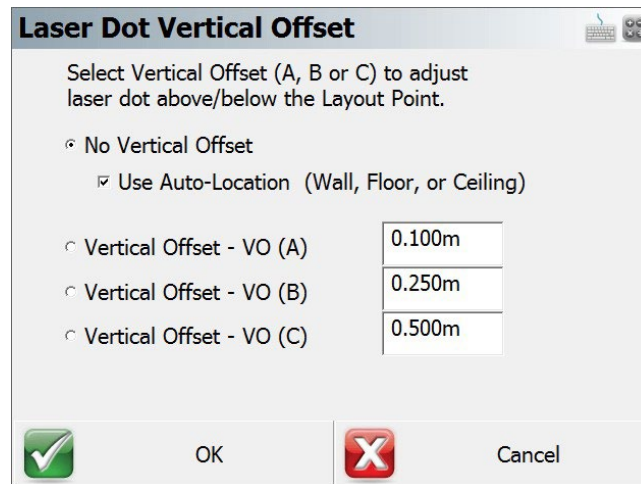 Laser Dot Vertical Offset
Select Vertical Offset (A, B or C) to adjust
laser dot above/below the Layout Point.
No Vertical Offset
Use Auto-Location (Wall, Floor, or Ceiling)
Vertical Offset - VO (A) 0.100m
Vertical Offset - VO (B) 0.250m
Vertical Offset - VO (C) 0.500m
OK Cancel